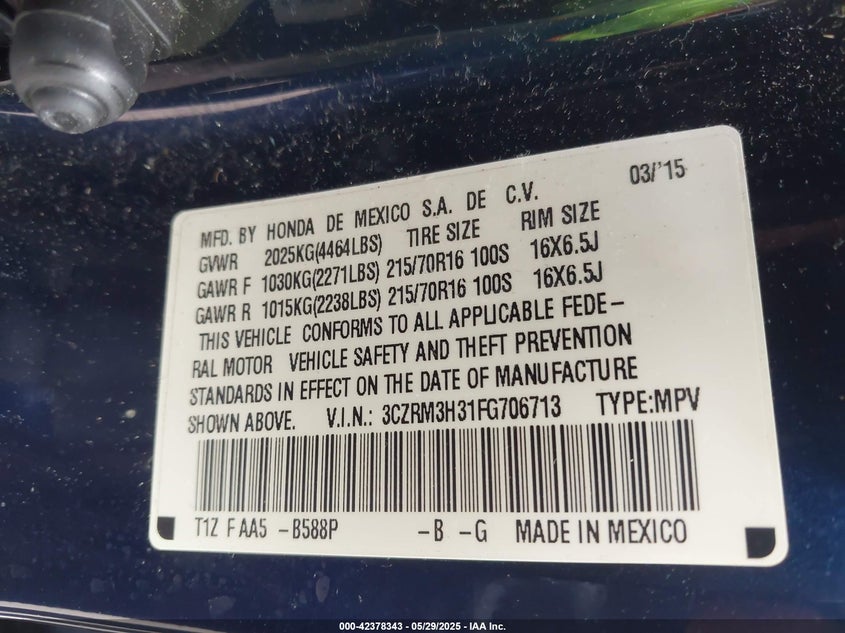 03/'15
MFD. BY HONDA DE MEXICO S.A. DE C.V.
GVWR 2025KG(4464LBS) TIRE SIZE RIM SIZE
GAWR F 1030KG(2271LBS) 215/70R16 100S 16X6.5J
GAWR R 1015KG(2238LBS) 215/70R16 100S 16X6.5J
THIS VEHICLE CONFORMS TO ALL APPLICABLE FEDE-
RAL MOTOR VEHICLE SAFETY AND THEFT PREVENTION
STANDARDS IN EFFECT ON THE DATE OF MANUFACTURE
SHOWN ABOVE. V.I.N.: 3CZRM3H31FG706713 TYPE:MPV
T1Z F AA5 -B588P -B -G MADE IN MEXICO
000-42378343 - 05/29/2025 - IAA Inc.